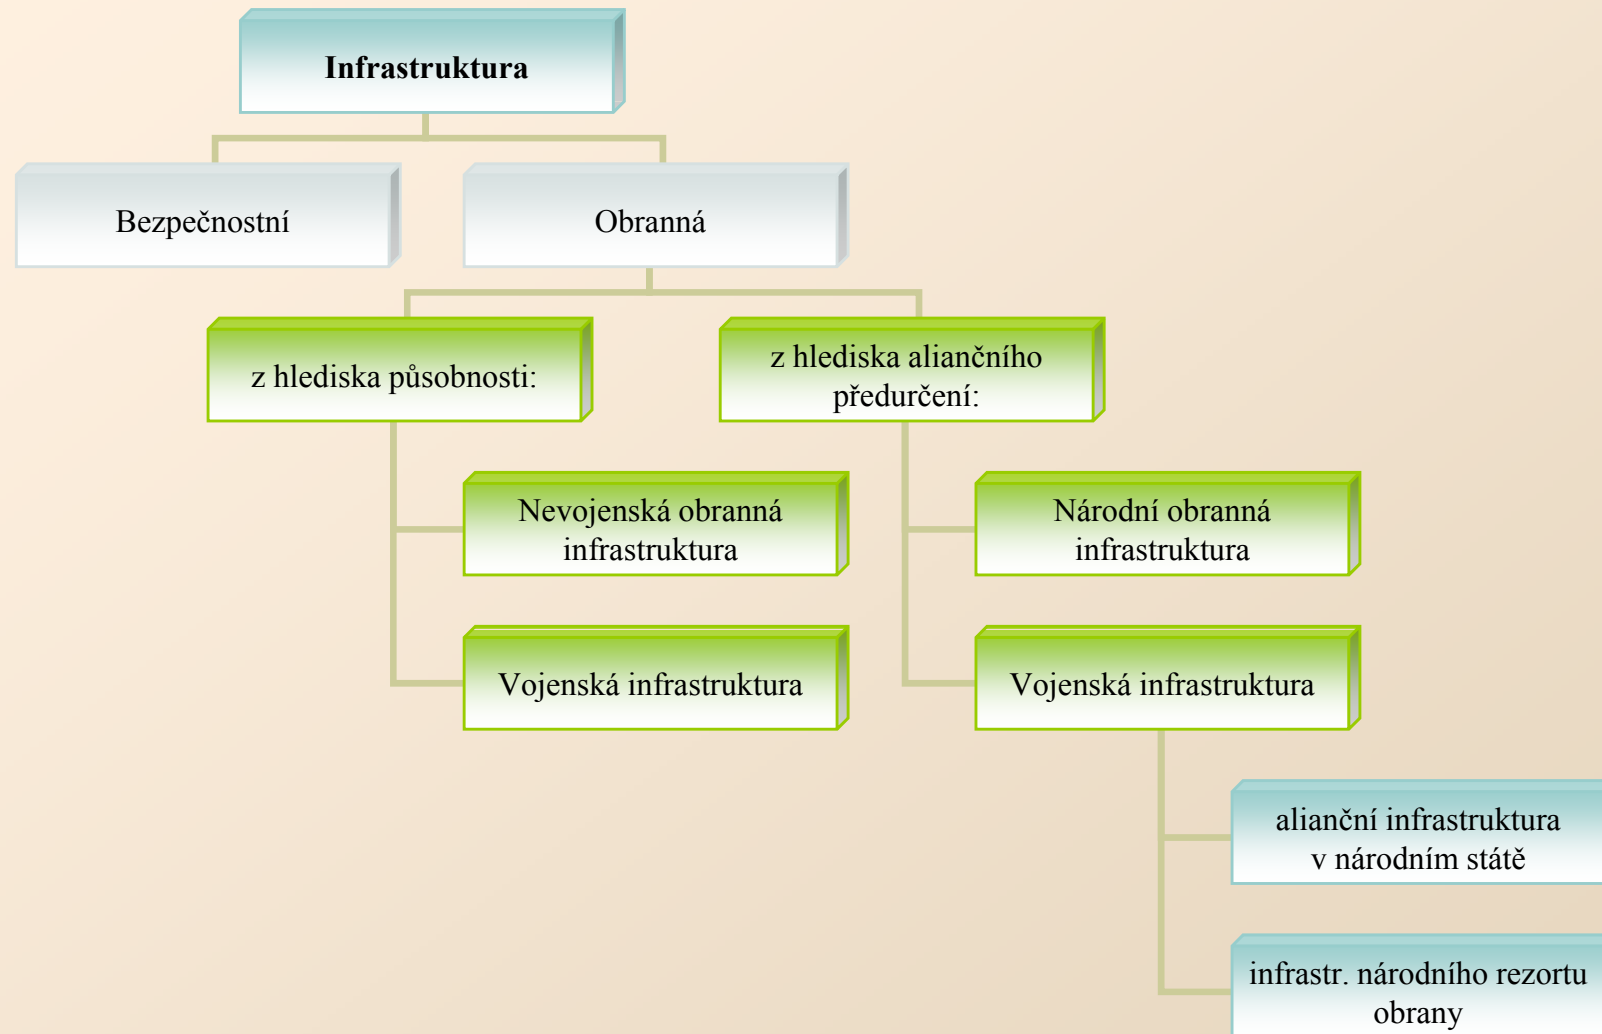 Infrastruktura
Bezpečnostní
Obranná
z hlediska působnosti:
z hlediska aliančního
předurčení:
Nevojenská obranná
infrastruktura
Národní obranná
infrastruktura
Vojenská infrastruktura
Vojenská infrastruktura
alianční infrastruktura
v národním státě
infrastr. národního rezortu
obrany